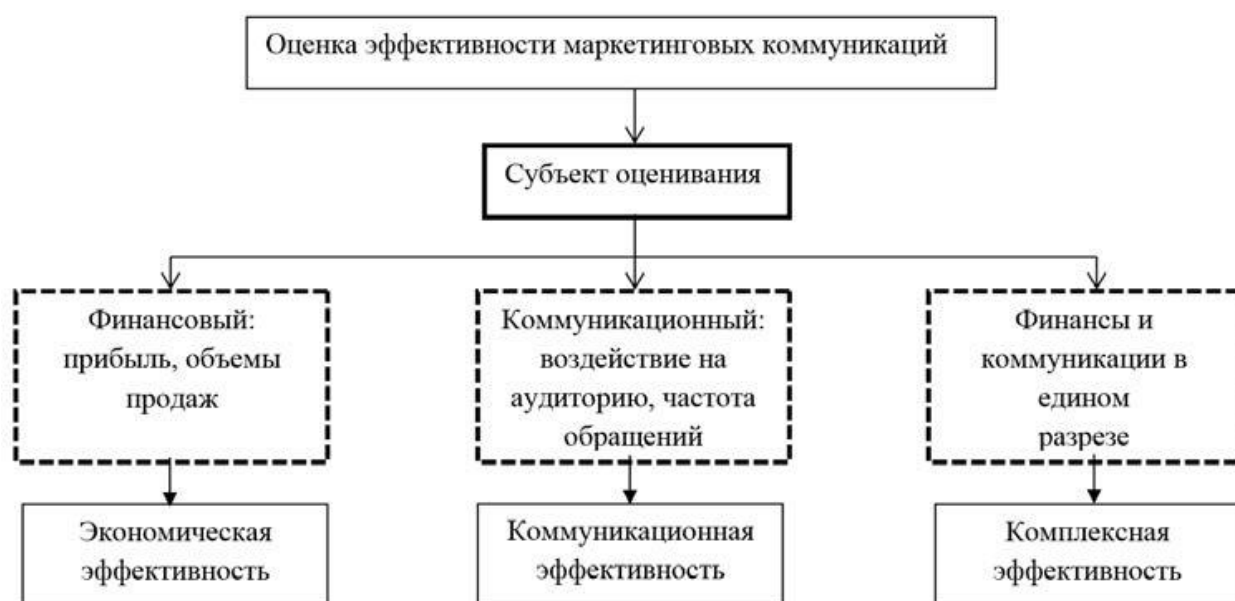 Оценка эффективности маркетинговых коммуникаций
Субъект оценивания
Финансовый:
прибыль, объемы
продаж
Коммуникационный:
воздействие на
аудиторию, частота
обращений
Финансы и
коммуникации в
едином
разрезе
Экономическая
эффективность
Коммуникационная
эффективность
Комплексная
эффективность